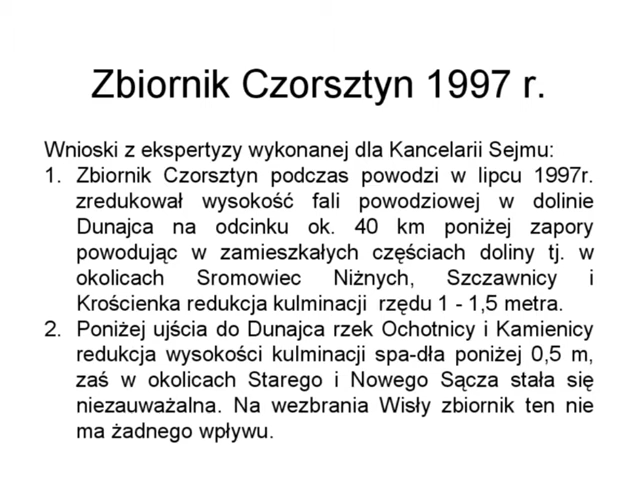 Zbiornik Czorsztyn 1997 r.
Wnioski z ekspertyzy wykonanej dla Kancelarii Sejmu:
1. Zbiornik Czorsztyn podczas powodzi w lipcu 1997r.
zredukował wysokość fali powodziowej w dolinie
Dunajca na odcinku ok. 40 km poniżej zapory
powodując w zamieszkałych częściach doliny tj. w
okolicach Sromowiec Niżnych, Szczawnicy i
Krościenka redukcja kulminacji rzędu 1 - 1,5 metra.
2. Poniżej ujścia do Dunajca rzek Ochotnicy i Kamienicy
redukcja wysokości kulminacji spa-dła poniżej 0,5 m,
zaś w okolicach Starego i Nowego Sącza stała się
niezauważalna. Na wezbrania Wisły zbiornik ten nie
ma żadnego wpływu.